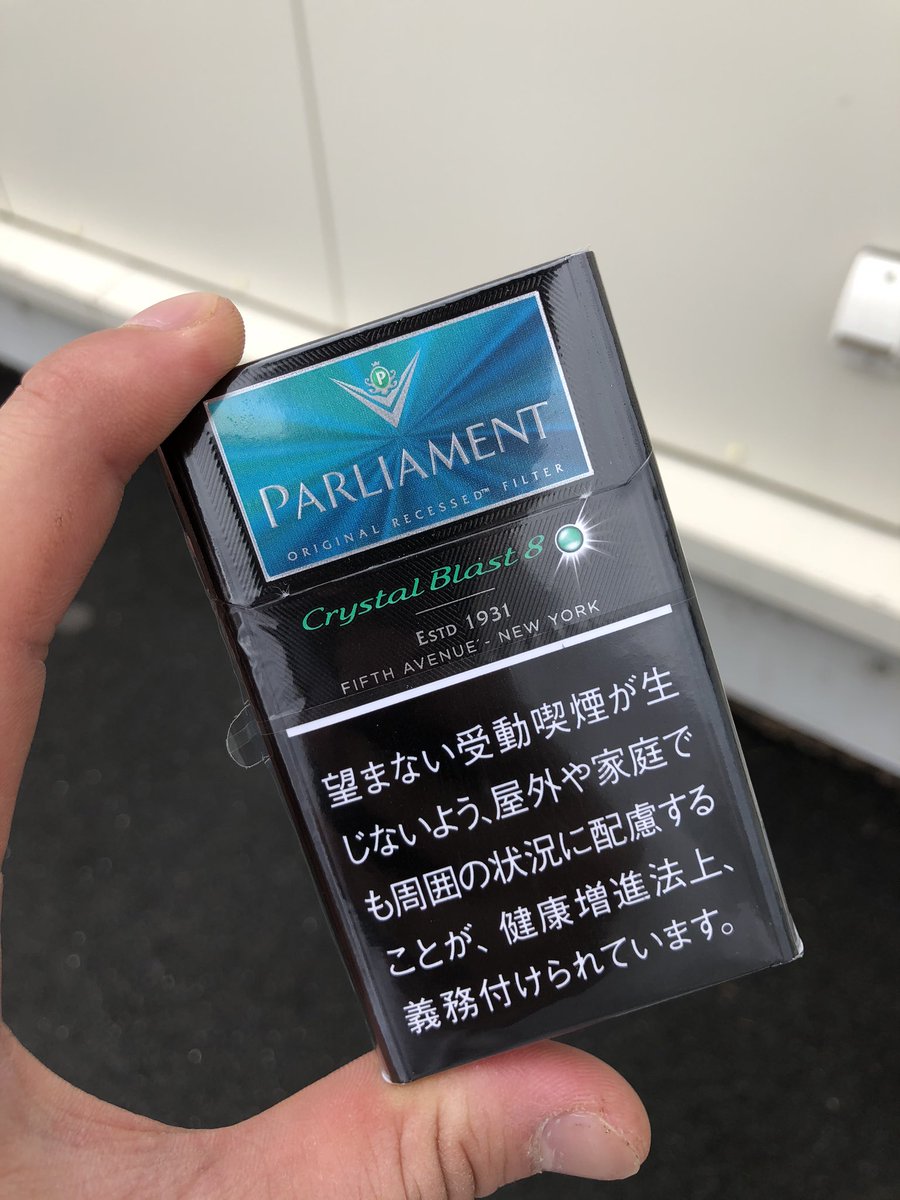 P
PARLIAMENT
ORIGINAL RECESSED™ FILTER
Crystal Blast 8
ESTD 1931
FIFTH AVENUE - NEW YORK
望まない受動喫煙が生
じないよう、屋外や家庭で
も周囲の状況に配慮する
ことが、健康増進法上、
義務付けられています。